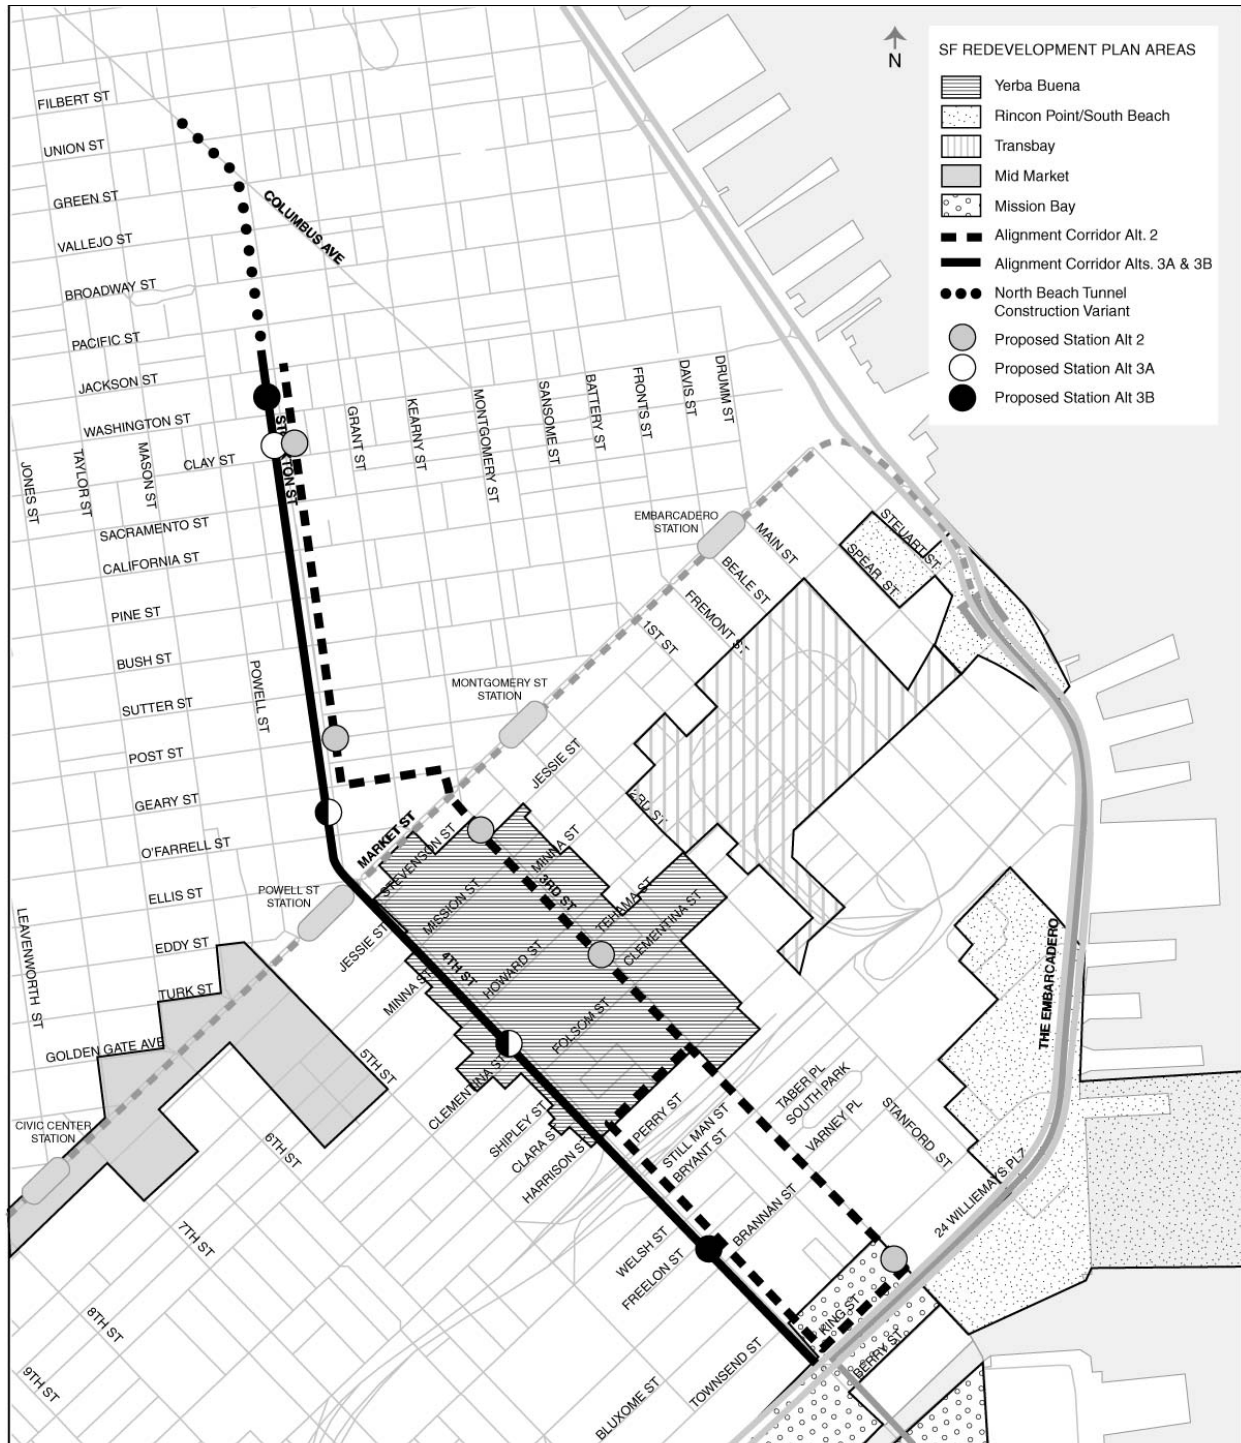 SF REDEVELOPMENT PLAN AREAS
N
Yerba Buena
Rincon Point/South Beach
Transbay
Mid Market
Mission Bay
Alignment Corridor Alt. 2
Alignment Corridor Alts. 3A & 3B
North Beach Tunnel
Construction Variant
Proposed Station Alt 2
Proposed Station Alt 3A
Proposed Station Alt 3B
FILBERT ST
UNION ST
GREEN ST
VALLEJO ST
BROADWAY ST
PACIFIC ST
JACKSON ST
WASHINGTON ST
CLAY ST
SACRAMENTO ST
CALIFORNIA ST
PINE ST
BUSH ST
SUTTER ST
POST ST
GEARY ST
O'FARRELL ST
ELLIS ST
EDDY ST
TURK ST
GOLDEN GATE AVE
COLUMBUS AVE
JONES ST
TAYLOR ST
MASON ST
POWELL ST
LEAVENWORTH ST
GRANT ST
KEARNY ST
MONTGOMERY ST
SANSOME ST
BATTERY ST
FRONTS ST
DAVIS ST
DRUMM ST
EMBARCADERO
STATION
MONTGOMERY ST
STATION
POWELL ST
STATION
CIVIC CENTER
STATION
MARKET ST
MAIN ST
BEALE ST
FREMONT ST
1ST ST
SPEAR ST.
STEUART ST.
JESSIE ST
2RD ST
MINNA ST
STEVENSON ST
MISSION ST
3RD ST
TEHAMA ST
CLEMENTINA ST
HOWARD ST
FOLSOM ST
4TH ST
JESSIE ST
MINNA ST
5TH ST
CLEMENTINA ST
SHIPLEY ST
CLARA ST
HARRISON ST
PERRY ST
STILL MAN ST
BRYANT ST
TABER PL
SOUTH PARK
VARNEY PL
STANFORD ST
BRANNAN ST
WELSH ST
FREELON ST
6TH ST
7TH ST
8TH ST
9TH ST
BLUXOME ST
TOWNSEND ST
KING ST
BERRY ST
24 WILLIEMAYS PLZ
THE EMBARCADERO